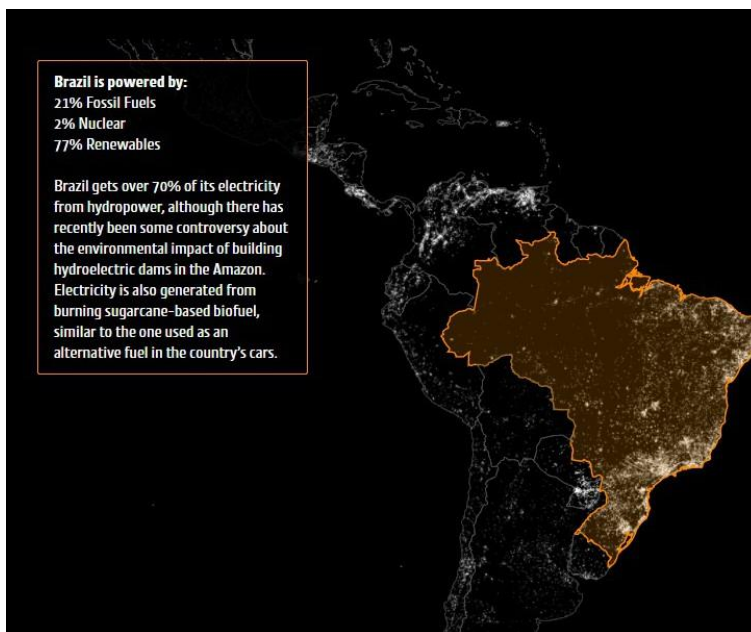 Brazil is powered by:
21% Fossil Fuels
2% Nuclear
77% Renewables
Brazil gets over 70% of its electricity
from hydropower, although there has
recently been some controversy about
the environmental impact of building
hydroelectric dams in the Amazon.
Electricity is also generated from
burning sugarcane-based biofuel,
similar to the one used as an
alternative fuel in the country's cars.